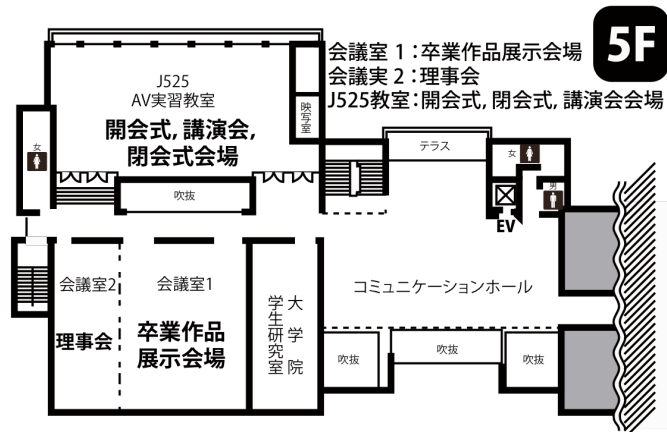 5F
会議室 1：卒業作品展示会場
会議実 2：理事会
J525教室：開会式, 閉会式, 講演会会場
J525
AV実習教室
開会式, 講演会,
閉会式会場
映写室
女
吹抜
テラス
女
男
EV
会議室2
理事会
会議室1
卒業作品
展示会場
大学院
学生研究室
コミュニケーションホール
吹抜
吹抜
吹抜